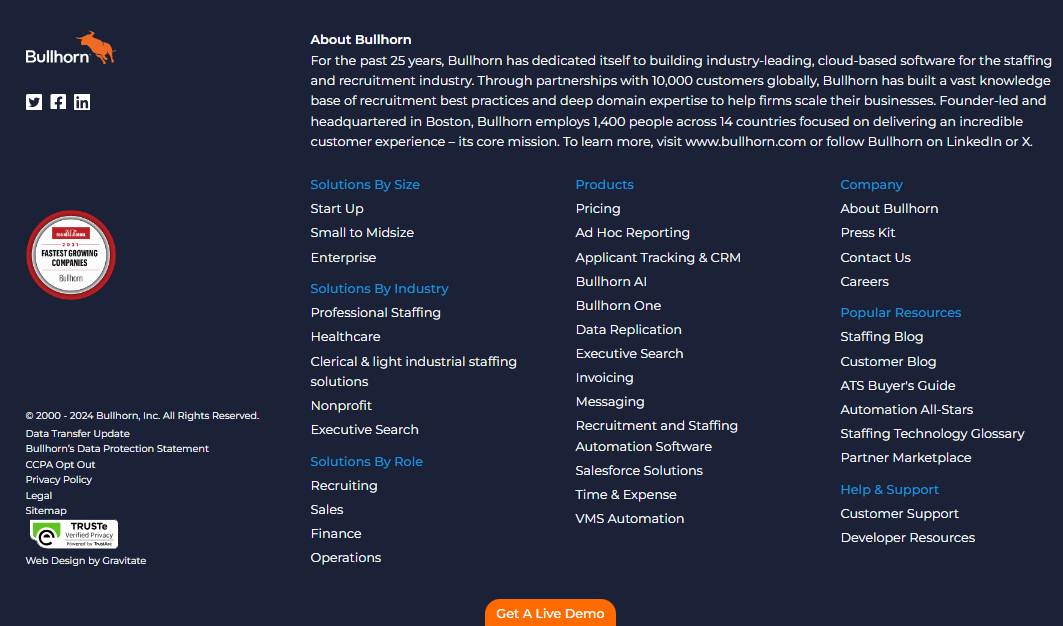 Bullhorn
About Bullhorn
For the past 25 years, Bullhorn has dedicated itself to building industry-leading, cloud-based software for the staffing
and recruitment industry. Through partnerships with 10,000 customers globally, Bullhorn has built a vast knowledge
base of recruitment best practices and deep domain expertise to help firms scale their businesses. Founder-led and
headquartered in Boston, Bullhorn employs 1,400 people across 14 countries focused on delivering an incredible
customer experience – its core mission. To learn more, visit www.bullhorn.com or follow Bullhorn on LinkedIn or X.
2021
FASTEST GROWING
COMPANIES
Bullhorn
© 2000 - 2024 Bullhorn, Inc. All Rights Reserved.
Data Transfer Update
Bullhorn's Data Protection Statement
CCPA Opt Out
Privacy Policy
Legal
Sitemap
TRUSTe
Verified Privacy
Powered by TrustArc
Web Design by Gravitate
Solutions By Size
Start Up
Small to Midsize
Enterprise
Solutions By Industry
Professional Staffing
Healthcare
Clerical & light industrial staffing
solutions
Nonprofit
Executive Search
Solutions By Role
Recruiting
Sales
Finance
Operations
Products
Pricing
Ad Hoc Reporting
Applicant Tracking & CRM
Bullhorn AI
Bullhorn One
Data Replication
Executive Search
Invoicing
Messaging
Recruitment and Staffing
Automation Software
Salesforce Solutions
Time & Expense
VMS Automation
Company
About Bullhorn
Press Kit
Contact Us
Careers
Popular Resources
Staffing Blog
Customer Blog
ATS Buyer's Guide
Automation All-Stars
Staffing Technology Glossary
Partner Marketplace
Help & Support
Customer Support
Developer Resources
Get A Live Demo